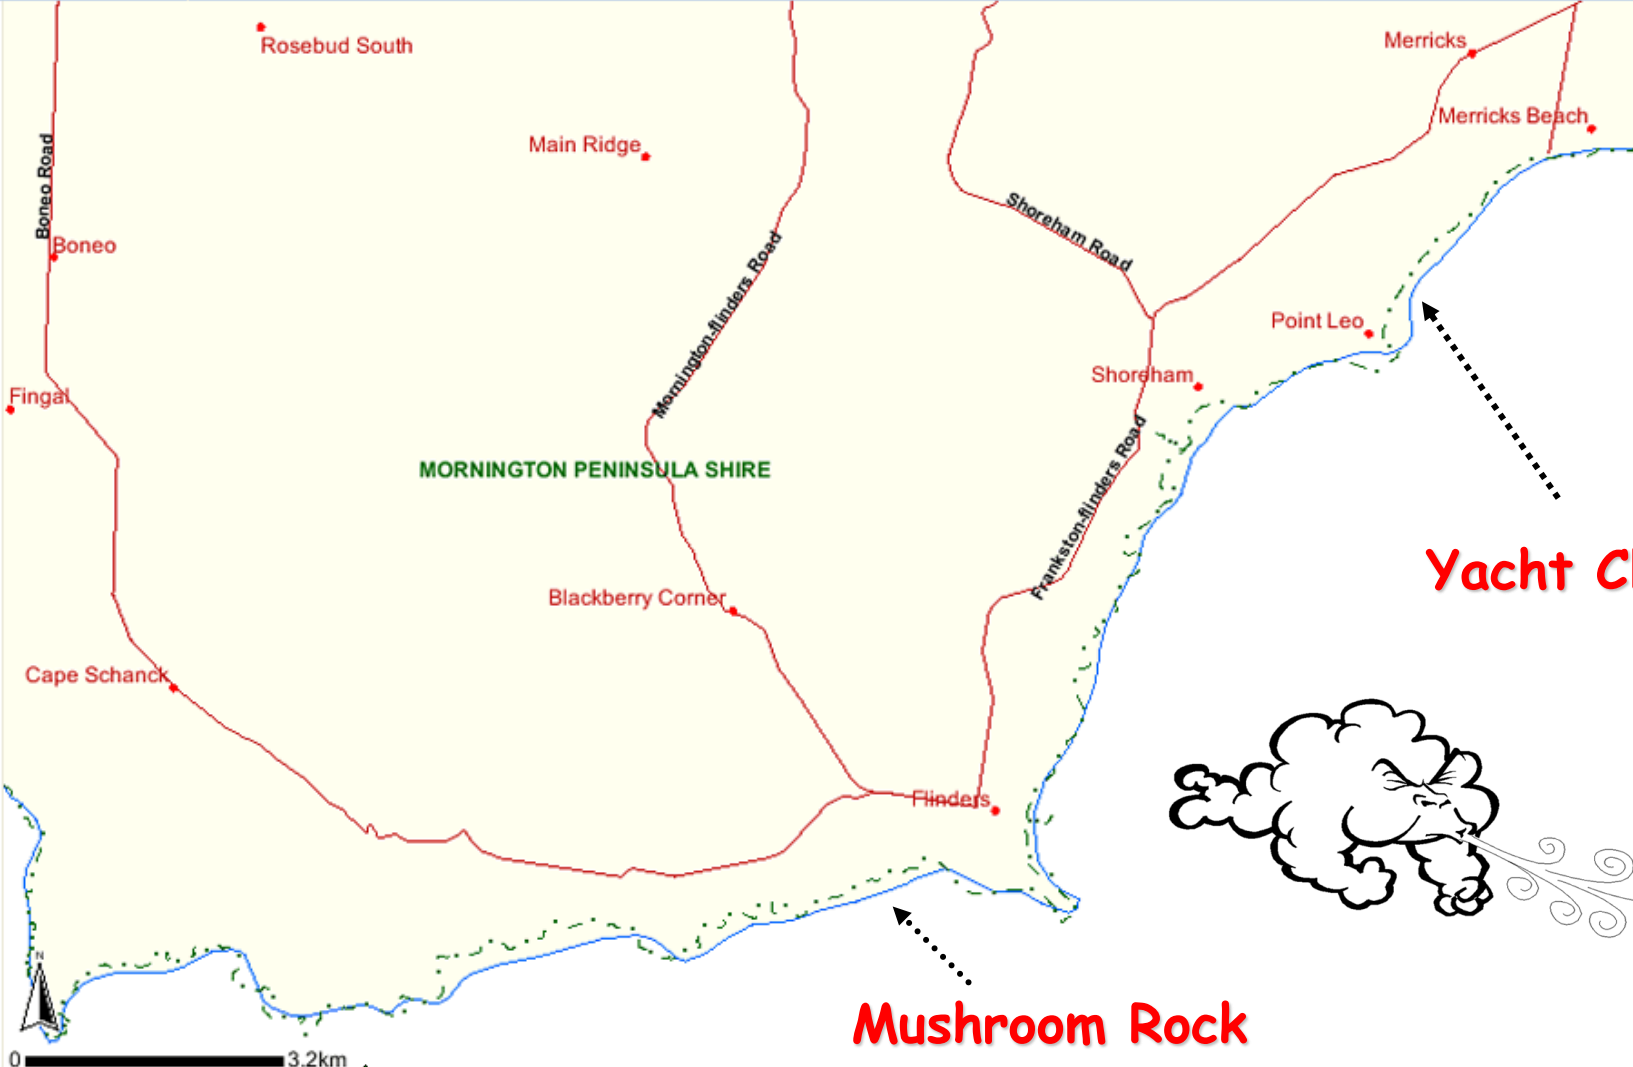 Rosebud South
Merricks
Merricks Beach
Main Ridge
Boneo Road
Boneo
Shoreham Road
Mornington-flinders Road
Point Leo
Shoreham
Fingal
MORNINGTON PENINSULA SHIRE
Frankston-flinders Road
Yacht
Blackberry Corner
Cape Schanck
Flinders
N
Mushroom Rock
0 3.2km